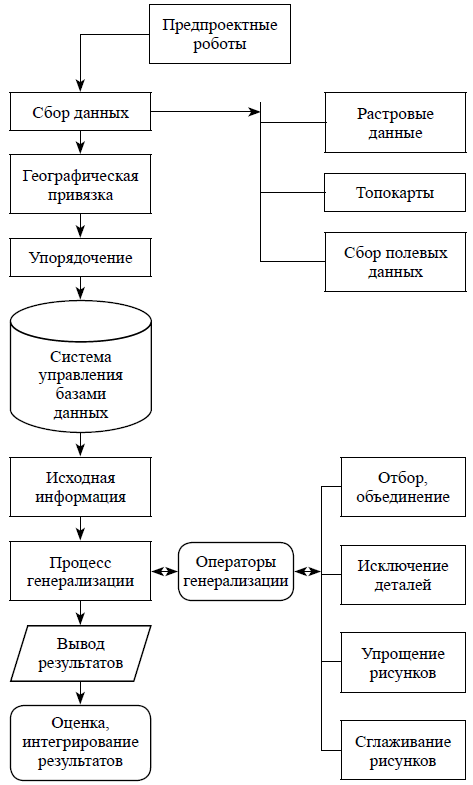 Предпроектные
роботы
Сбор данных
Растровые
данные
Географическая
привязка
Топокарты
Упорядочение
Сбор полевых
данных
Система
управления
базами
данных
Исходная
информация
Отбор,
объединение
Процесс
генерализации
Операторы
генерализации
Исключение
деталей
Вывод
результатов
Упрощение
рисунков
Оценка,
интегрирование
результатов
Сглаживание
рисунков